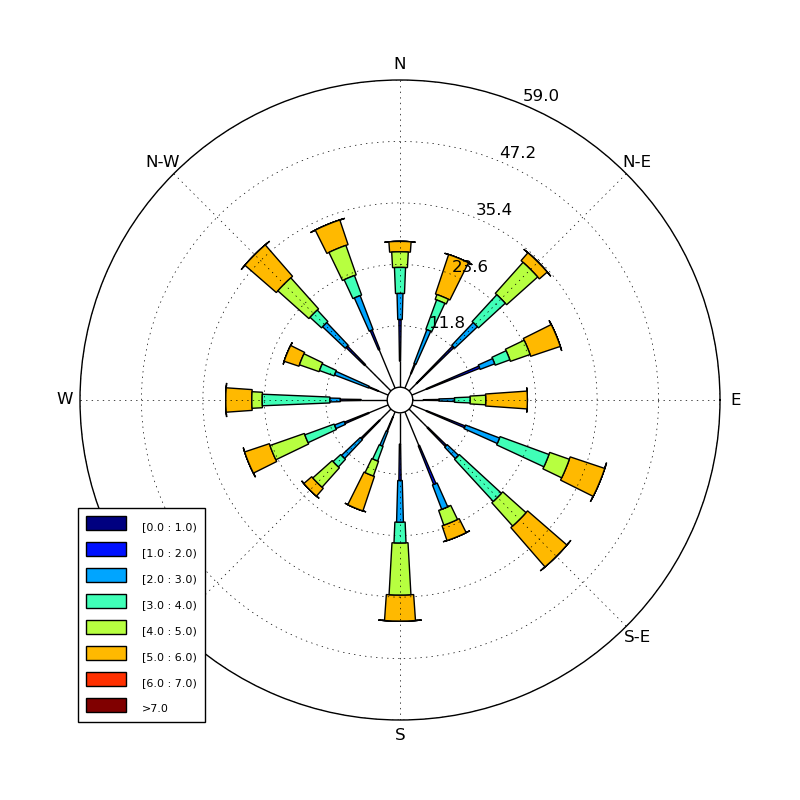 N
59.0
47.2
N-W
N-E
35.4
23.6
11.8
W
E
[0.0 : 1.0)
[1.0 : 2.0)
[2.0 : 3.0)
[3.0 : 4.0)
[4.0 : 5.0)
S-E
[5.0 : 6.0)
[6.0 : 7.0)
>7.0
S